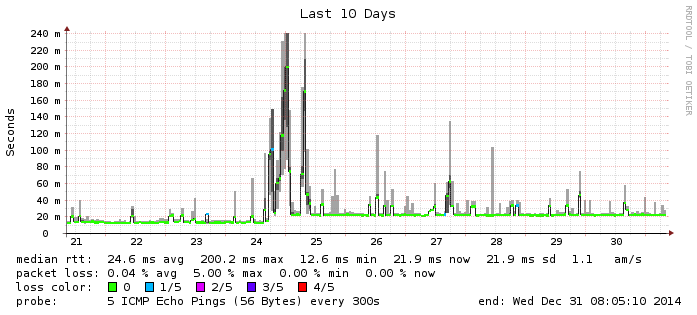 Last 10 Days
RRDTOOL / TOBI OETIKER
Seconds
240 m
220 m
200 m
180 m
160 m
140 m
120 m
100 m
80 m
60 m
40 m
20 m
0
21 22 23 24 25 26 27 28 29 30
median rtt: 24.6 ms avg 200.2 ms max 12.6 ms min 21.9 ms now 21.9 ms sd 1.1 am/s
packet loss: 0.04 % avg 5.00 % max 0.00 % min 0.00 % now
loss color: 0 1/5 2/5 3/5 4/5
probe: 5 ICMP Echo Pings (56 Bytes) every 300s end: Wed Dec 31 08:05:10 2014